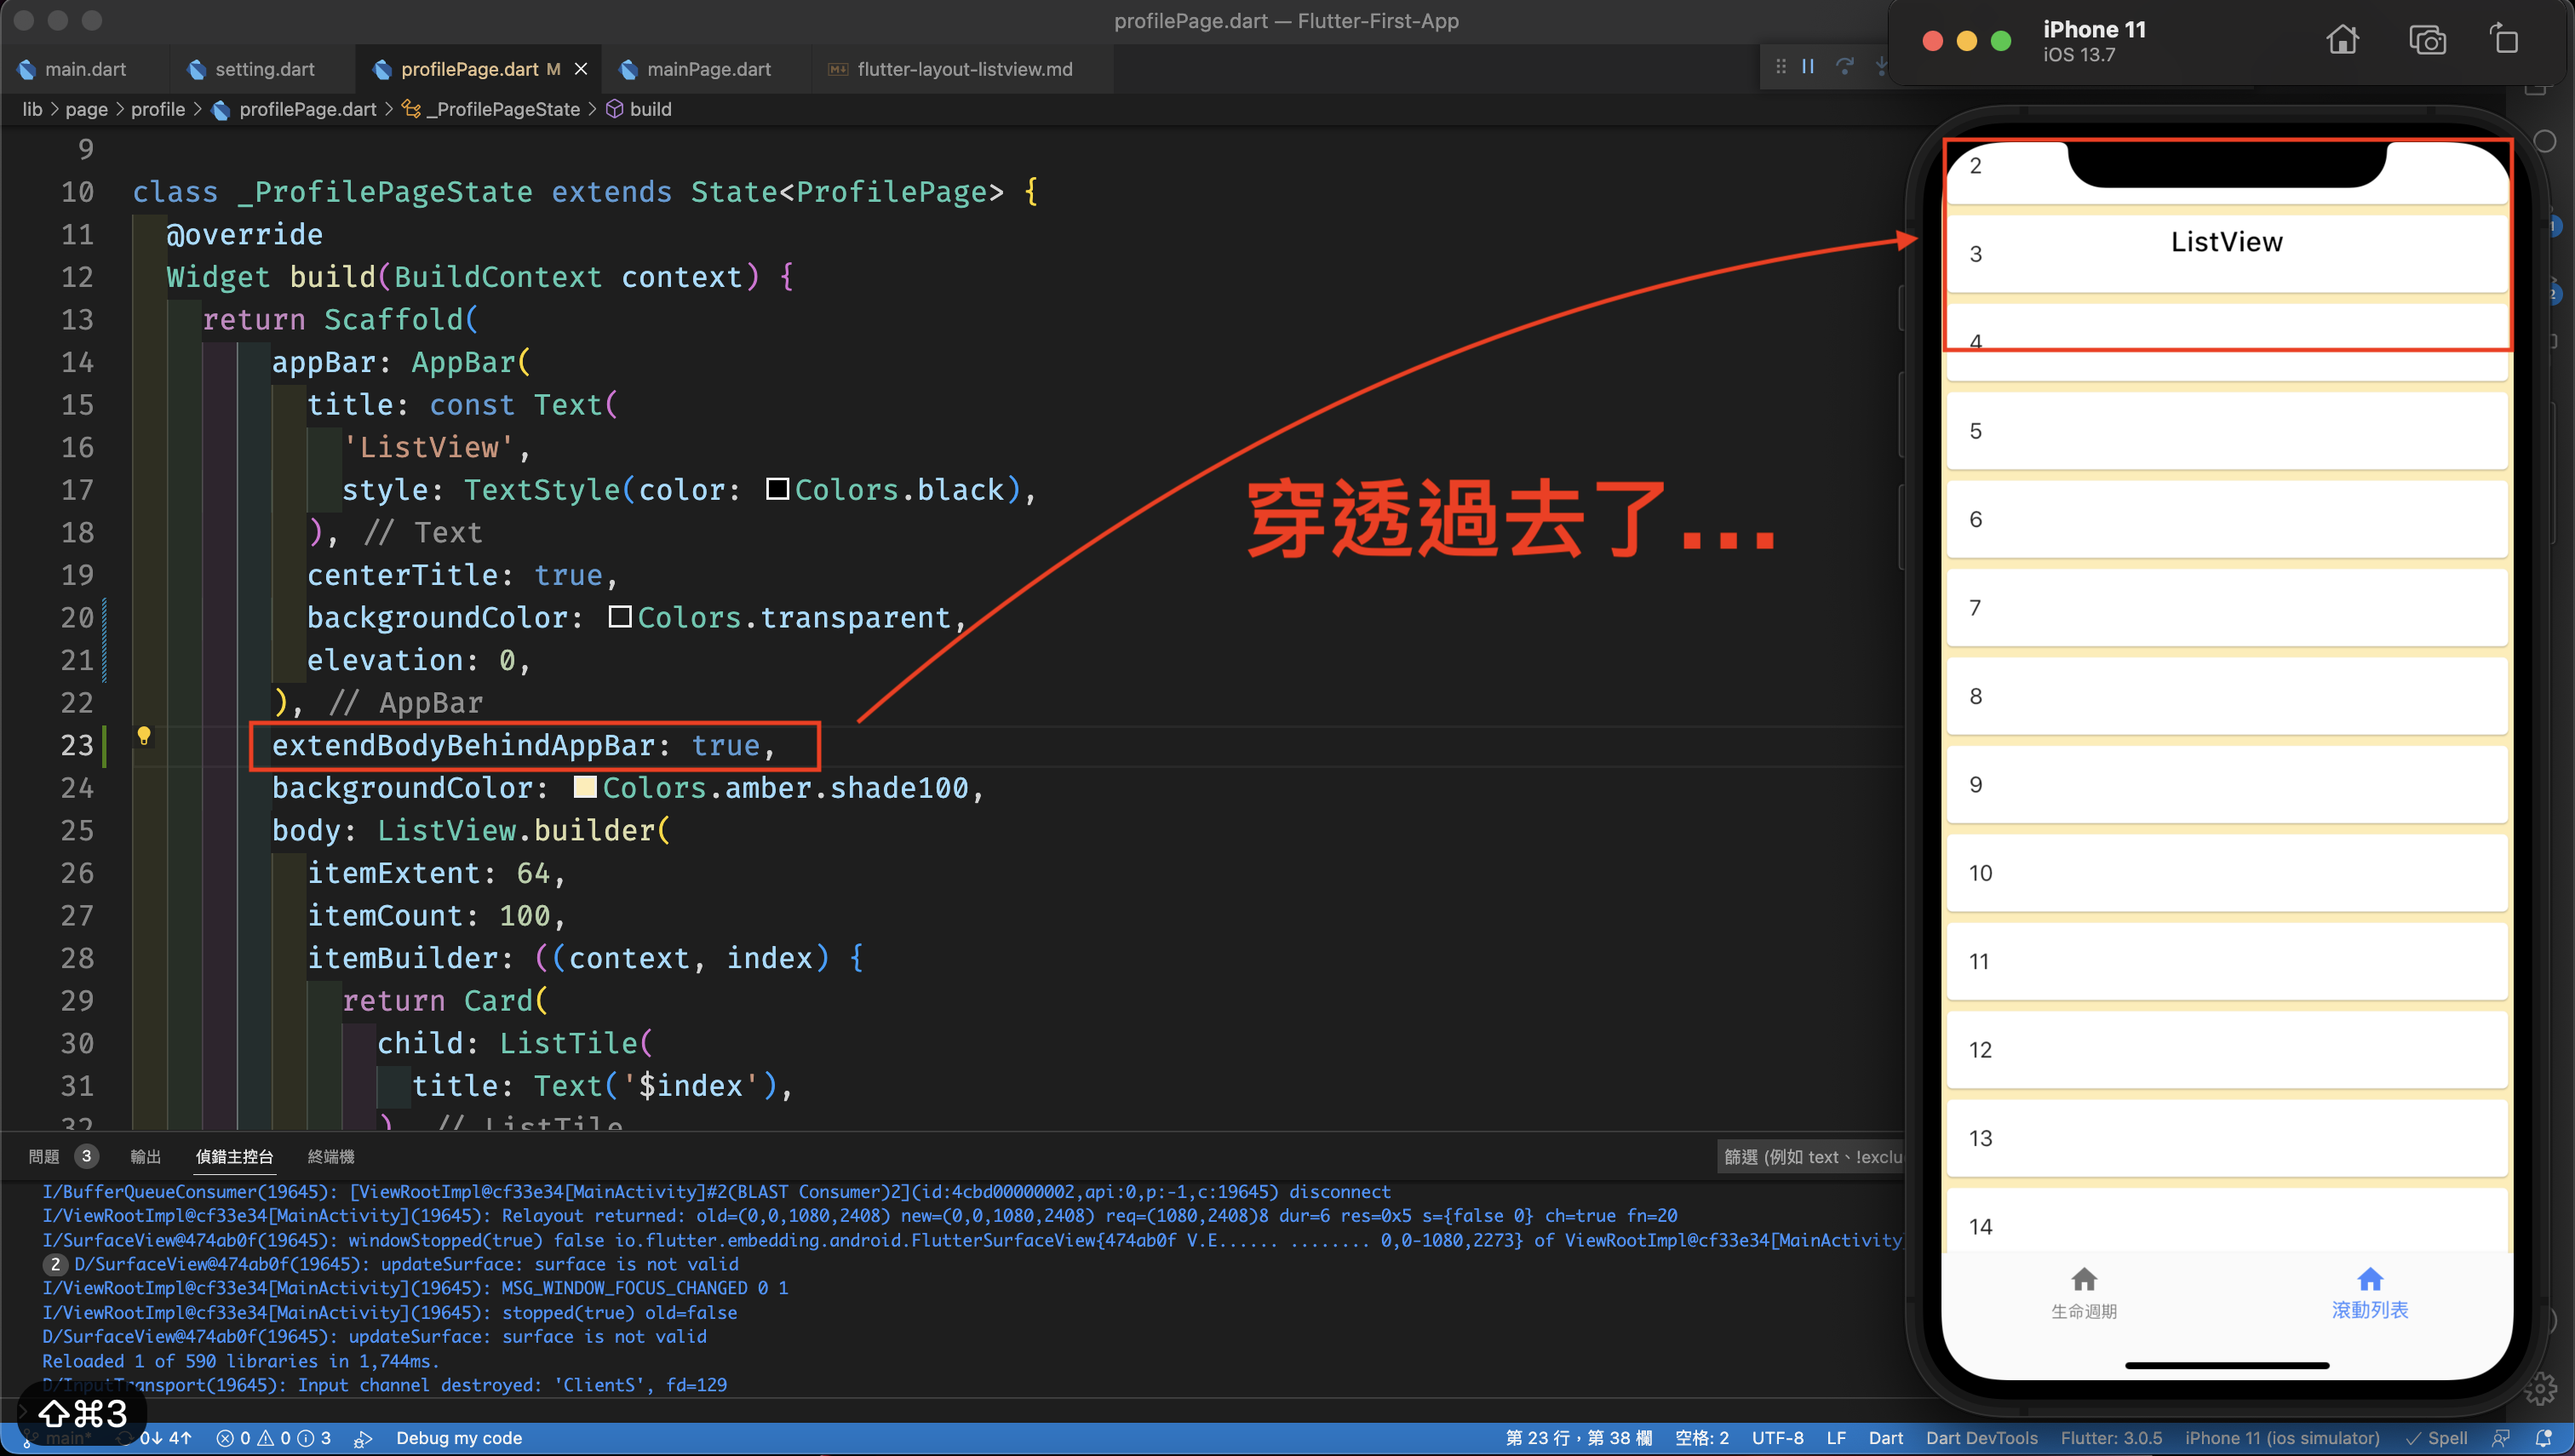 profilePage.dart — Flutter-First-App
main.dart
setting.dart
profilePage.dart M
mainPage.dart
flutter-layout-listview.md
lib > page > profile > profilePage.dart > _ProfilePageState > build
9
10 class _ProfilePageState extends State<ProfilePage> {
11 @override
12 Widget build(BuildContext context) {
13 return Scaffold(
14 appBar: AppBar(
15 title: const Text(
16 'ListView',
17 style: TextStyle(color: Colors.black),
18 ), // Text
19 centerTitle: true,
20 backgroundColor: Colors.transparent,
21 elevation: 0,
22 ), // AppBar
23 extendBodyBehindAppBar: true,
24 backgroundColor: Colors.amber.shade100,
25 body: ListView.builder(
26 itemExtent: 64,
27 itemCount: 100,
28 itemBuilder: ((context, index) {
29 return Card(
30 child: ListTile(
31 title: Text('$index'),
32 ) // ListTile
穿透過去了...
iPhone 11
iOS 13.7
2
3
ListView
4
5
6
7
8
9
10
11
12
13
14
生命週期
滾動列表
問題 3
輸出
偵錯主控台
終端機
篩選 (例如 text、!exclu
I/BufferQueueConsumer(19645): [ViewRootImpl@cf33e34[MainActivity]#2(BLAST Consumer)2](id:4cbd00000002,api:0,p:-1,c:19645) disconnect
I/ViewRootImpl@cf33e34[MainActivity](19645): Relayout returned: old=(0,0,1080,2408) new=(0,0,1080,2408) req=(1080,2408)8 dur=6 res=0x5 s={false 0} ch=true fn=20
I/SurfaceView@474ab0f(19645): windowStopped(true) false io.flutter.embedding.android.FlutterSurfaceView{474ab0f V.E...... ........ 0,0-1080,2273} of ViewRootImpl@cf33e34[MainActivity]
2 D/SurfaceView@474ab0f(19645): updateSurface: surface is not valid
I/ViewRootImpl@cf33e34[MainActivity](19645): MSG_WINDOW_FOCUS_CHANGED 0 1
I/ViewRootImpl@cf33e34[MainActivity](19645): stopped(true) old=false
D/SurfaceView@474ab0f(19645): updateSurface: surface is not valid
Reloaded 1 of 590 libraries in 1,744ms.
D/InputTransport(19645): Input channel destroyed: 'ClientS', fd=129
⇧⌘3
main* 0↓ 4↑ 0 0 3 Debug my code
第 23 行，第 38 欄 空格: 2 UTF-8 LF Dart Dart DevTools Flutter: 3.0.5 iPhone 11 (ios simulator) Spell